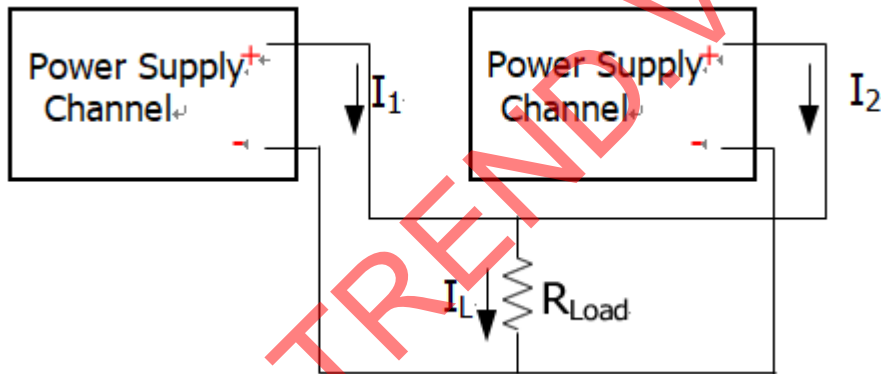 Power Supply +
Channel
-
I1
Power Supply +
Channel
-
I2
IL
RLoad
TREND.